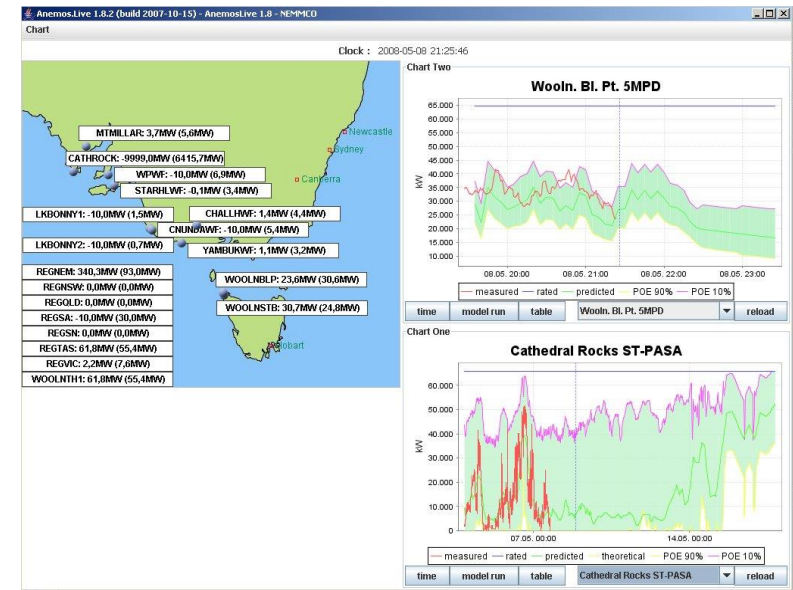 AnemosLive 1.8.2 (build 2007-10-15) - AnemosLive 1.8 - NEMMCO
Chart
Clock : 2008-05-08 21:25:46
MTMILLAR: 3,7MW (5,6MW)
Newcastle
CATHROCK: -9999,0MW (6415,7MW)
Sydney
WPWF: -10,0MW (6,9MW)
Canberra
STARHLWF: -0,1MW (3,4MW)
LKBONNY1: -10,0MW (1,5MW)
CHALLHWF: 1,4MW (4,4MW)
CNUNDAWF: -10,0MW (5,4MW)
LKBONNY2: -10,0MW (0,7MW)
YAMBUKWF: 1,1MW (3,2MW)
REGNEM: 340,3MW (93,0MW)
WOOLNBLP: 23,6MW (30,6MW)
REGNSW: 0,0MW (0,0MW)
REGQLD: 0,0MW (0,0MW)
WOOLNSTB: 30,7MW (24,8MW)
REGSA: -10,0MW (30,0MW)
REGSN: 0,0MW (0,0MW)
REGTAS: 61,8MW (55,4MW)
Hobart
REGVIC: 2,2MW (7,6MW)
WOOLNTH1: 61,8MW (55,4MW)
Chart Two
Wooln. Bl. Pt. 5MPD
65.000
60.000
55.000
50.000
45.000
40.000
35.000
30.000
25.000
20.000
15.000
10.000
kW
08.05. 20:00 08.05. 21:00 08.05. 22:00 08.05. 23:00
measured rated predicted POE 90% POE 10%
time model run table Wooln. Bl. Pt. 5MPD reload
Chart One
Cathedral Rocks ST-PASA
60.000
50.000
40.000
30.000
20.000
10.000
0
kW
07.05. 00:00 14.05. 00:00
measured rated predicted theoretical POE 90% POE 10%
time model run table Cathedral Rocks ST-PASA reload